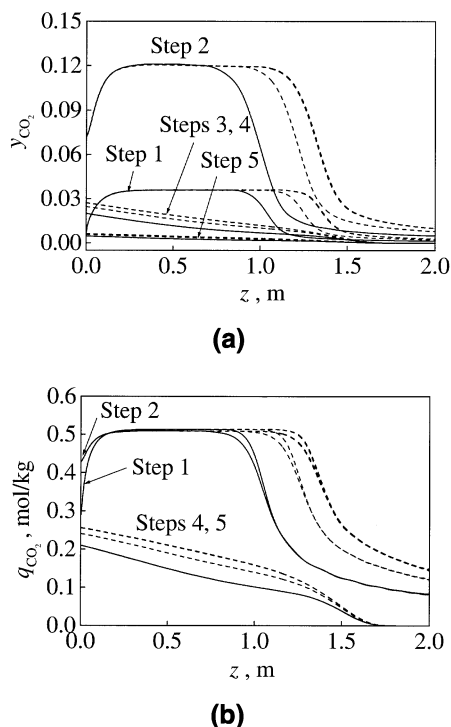 0.15
0.12
0.09
0.06
0.03
0.00
y_CO₂
Step 2
Steps 3, 4
Step 1
Step 5
0.0 0.5 1.0 1.5 2.0
z , m
(a)
0.6
0.5
0.4
0.3
0.2
0.1
0.0
q_CO₂, mol/kg
Step 2
Step 1
Steps 4, 5
0.0 0.5 1.0 1.5 2.0
z , m
(b)